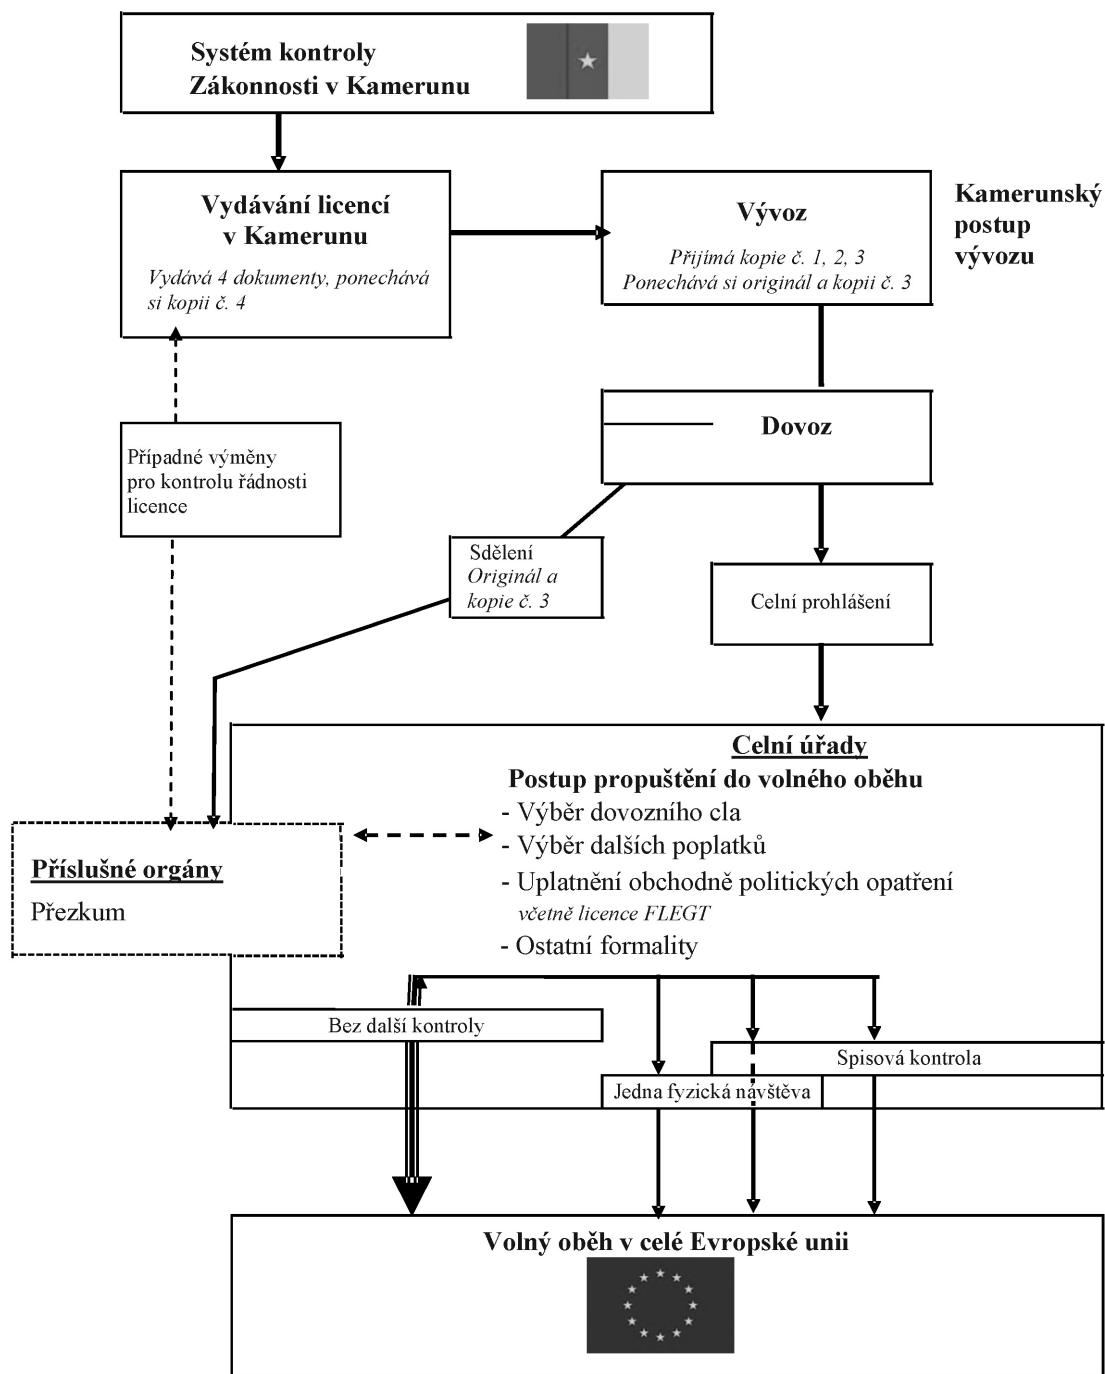 Systém kontroly
Zákonnosti v Kamerunu
Vydávání licencí
v Kamerunu
Vydává 4 dokumenty, ponechává
si kopii č. 4
Vývoz
Přijímá kopie č. 1, 2, 3
Ponechává si originál a kopii č. 3
Kamerunský
postup
vývozu
Dovoz
Případné výměny
pro kontrolu řádnosti
licence
Sdělení
Originál a
kopie č. 3
Celní prohlášení
Celní úřady
Postup propuštění do volného oběhu
- Výběr dovozního cla
- Výběr dalších poplatků
- Uplatnění obchodně politických opatření
včetně licence FLEGT
- Ostatní formality
Příslušné orgány
Přezkum
Bez další kontroly
Spisová kontrola
Jedna fyzická návštěva
Volný oběh v celé Evropské unii